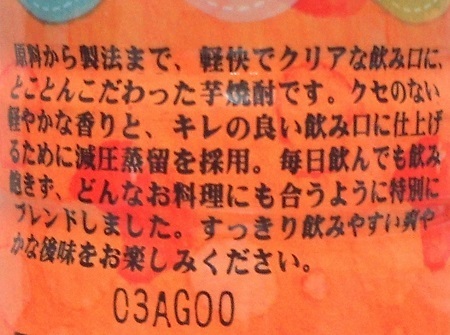 原料から製法まで、軽快でクリアな飲み口に、
とことんこだわった芋焼酎です。クセのない
軽やかな香りと、キレの良い飲み口に仕上げ
るために減圧蒸留を採用。毎日飲んでも飲み
飽きず、どんなお料理にも合うように特別に
ブレンドしました。すっきり飲みやすい爽や
かな後味をお楽しみください。
03AG00